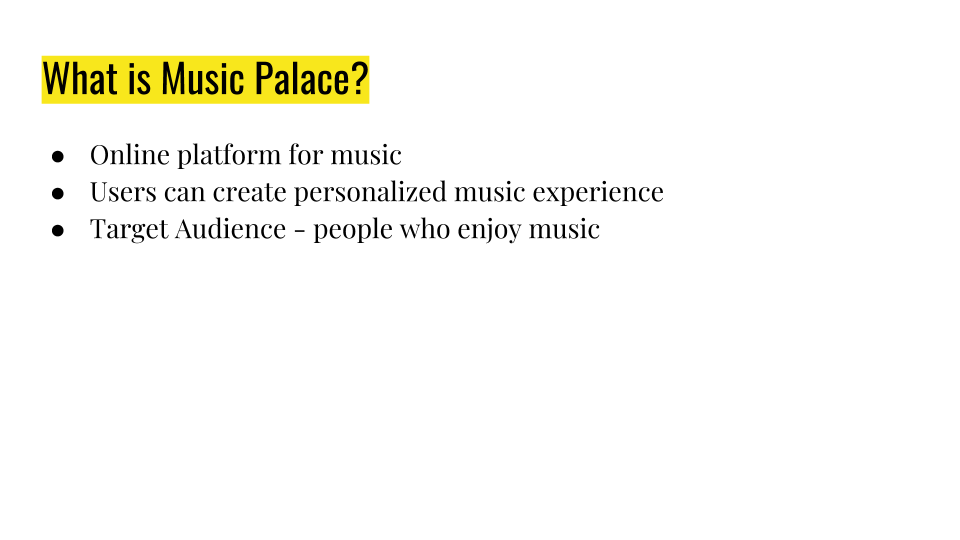 What is Music Palace?
● Online platform for music
● Users can create personalized music experience
● Target Audience - people who enjoy music